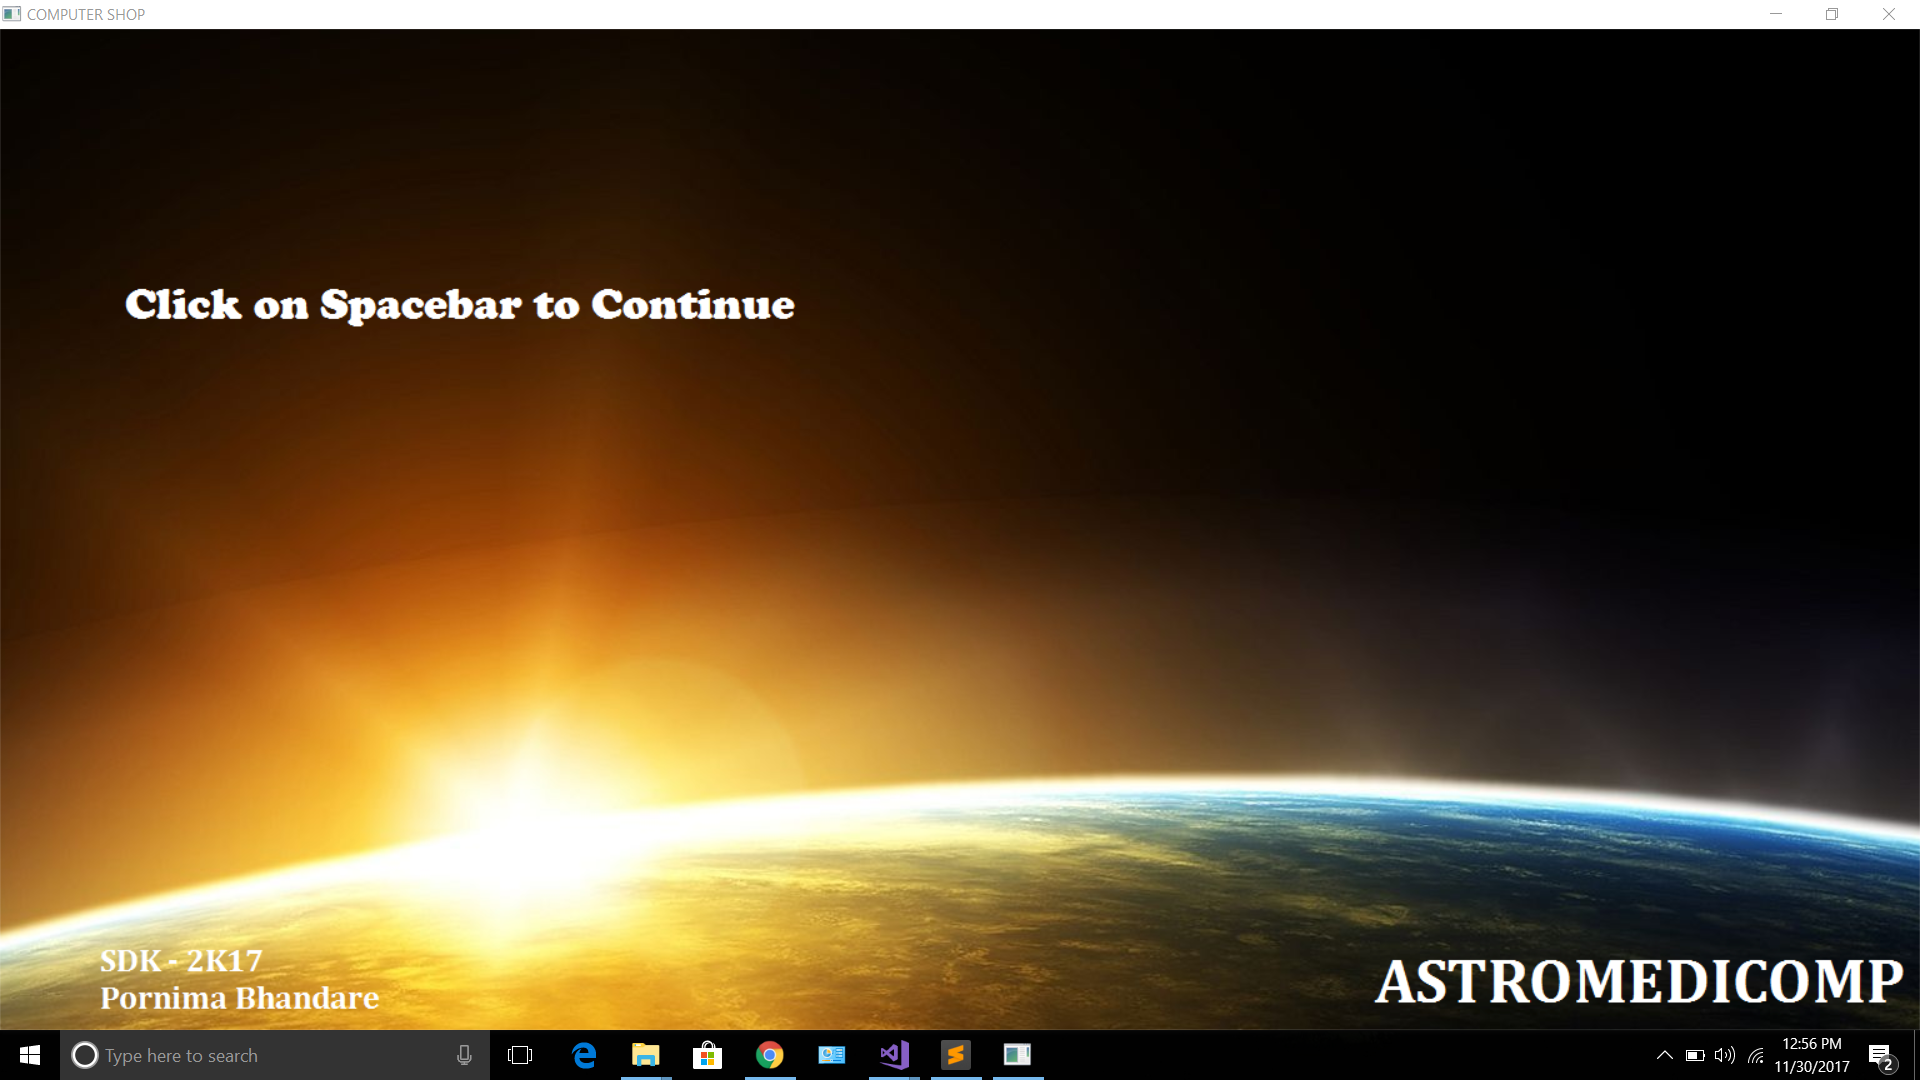 COMPUTER SHOP
Click on Spacebar to Continue
SDK - 2K17
Pornima Bhandare
ASTROMEDICOMP
Type here to search
12:56 PM
11/30/2017
2